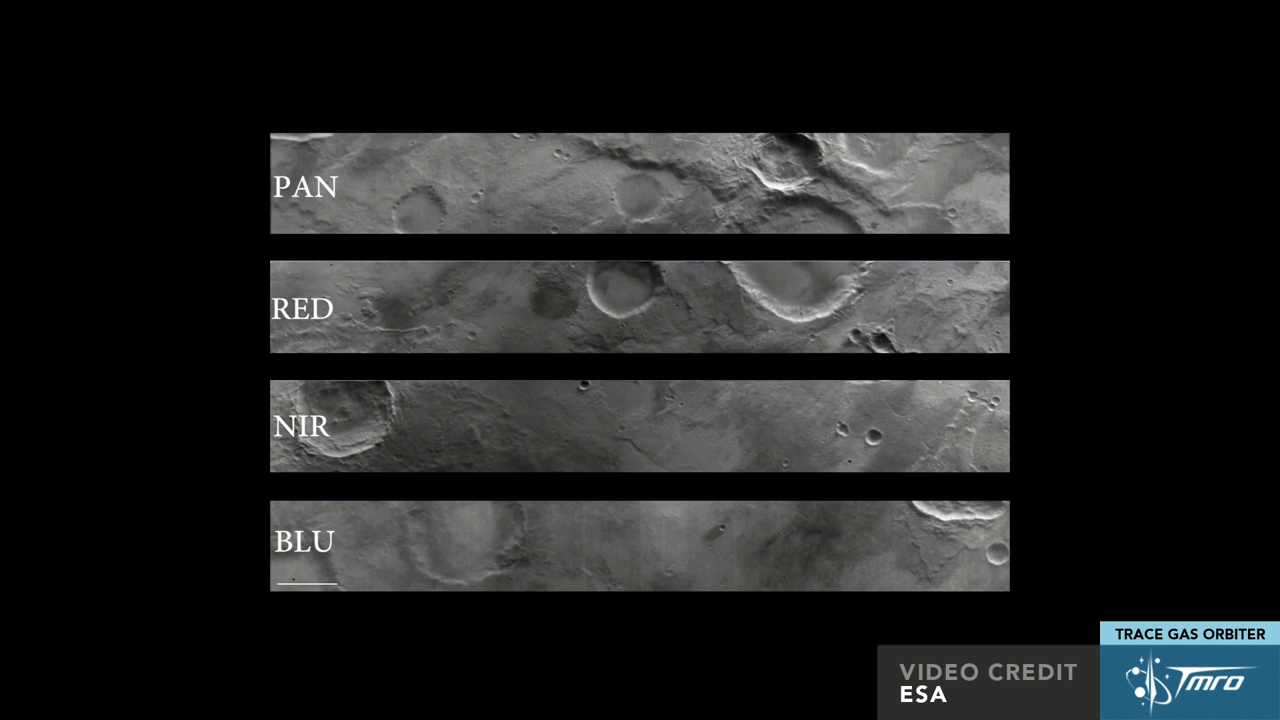 PAN
RED
NIR
BLU
TRACE GAS ORBITER
VIDEO CREDIT
ESA
Tmro